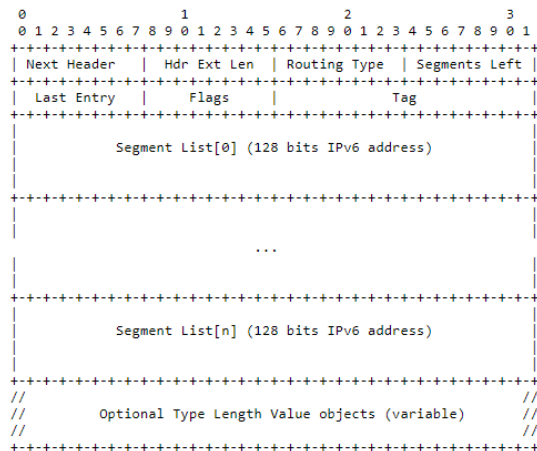 0                   1                   2                   3
0 1 2 3 4 5 6 7 8 9 0 1 2 3 4 5 6 7 8 9 0 1 2 3 4 5 6 7 8 9 0 1
+-+-+-+-+-+-+-+-+-+-+-+-+-+-+-+-+-+-+-+-+-+-+-+-+-+-+-+-+-+-+-+-+
| Next Header   |  Hdr Ext Len  | Routing Type  | Segments Left |
+-+-+-+-+-+-+-+-+-+-+-+-+-+-+-+-+-+-+-+-+-+-+-+-+-+-+-+-+-+-+-+-+
|  Last Entry   |     Flags     |              Tag              |
+-+-+-+-+-+-+-+-+-+-+-+-+-+-+-+-+-+-+-+-+-+-+-+-+-+-+-+-+-+-+-+-+
|                                                               |
|            Segment List[0] (128 bits IPv6 address)            |
|                                                               |
|                                                               |
+-+-+-+-+-+-+-+-+-+-+-+-+-+-+-+-+-+-+-+-+-+-+-+-+-+-+-+-+-+-+-+-+
|                                                               |
|                                                               |
...
|                                                               |
|                                                               |
+-+-+-+-+-+-+-+-+-+-+-+-+-+-+-+-+-+-+-+-+-+-+-+-+-+-+-+-+-+-+-+-+
|                                                               |
|            Segment List[n] (128 bits IPv6 address)            |
|                                                               |
|                                                               |
+-+-+-+-+-+-+-+-+-+-+-+-+-+-+-+-+-+-+-+-+-+-+-+-+-+-+-+-+-+-+-+-+
//                                                             //
//         Optional Type Length Value objects (variable)       //
//                                                             //
+-+-+-+-+-+-+-+-+-+-+-+-+-+-+-+-+-+-+-+-+-+-+-+-+-+-+-+-+-+-+-+-+